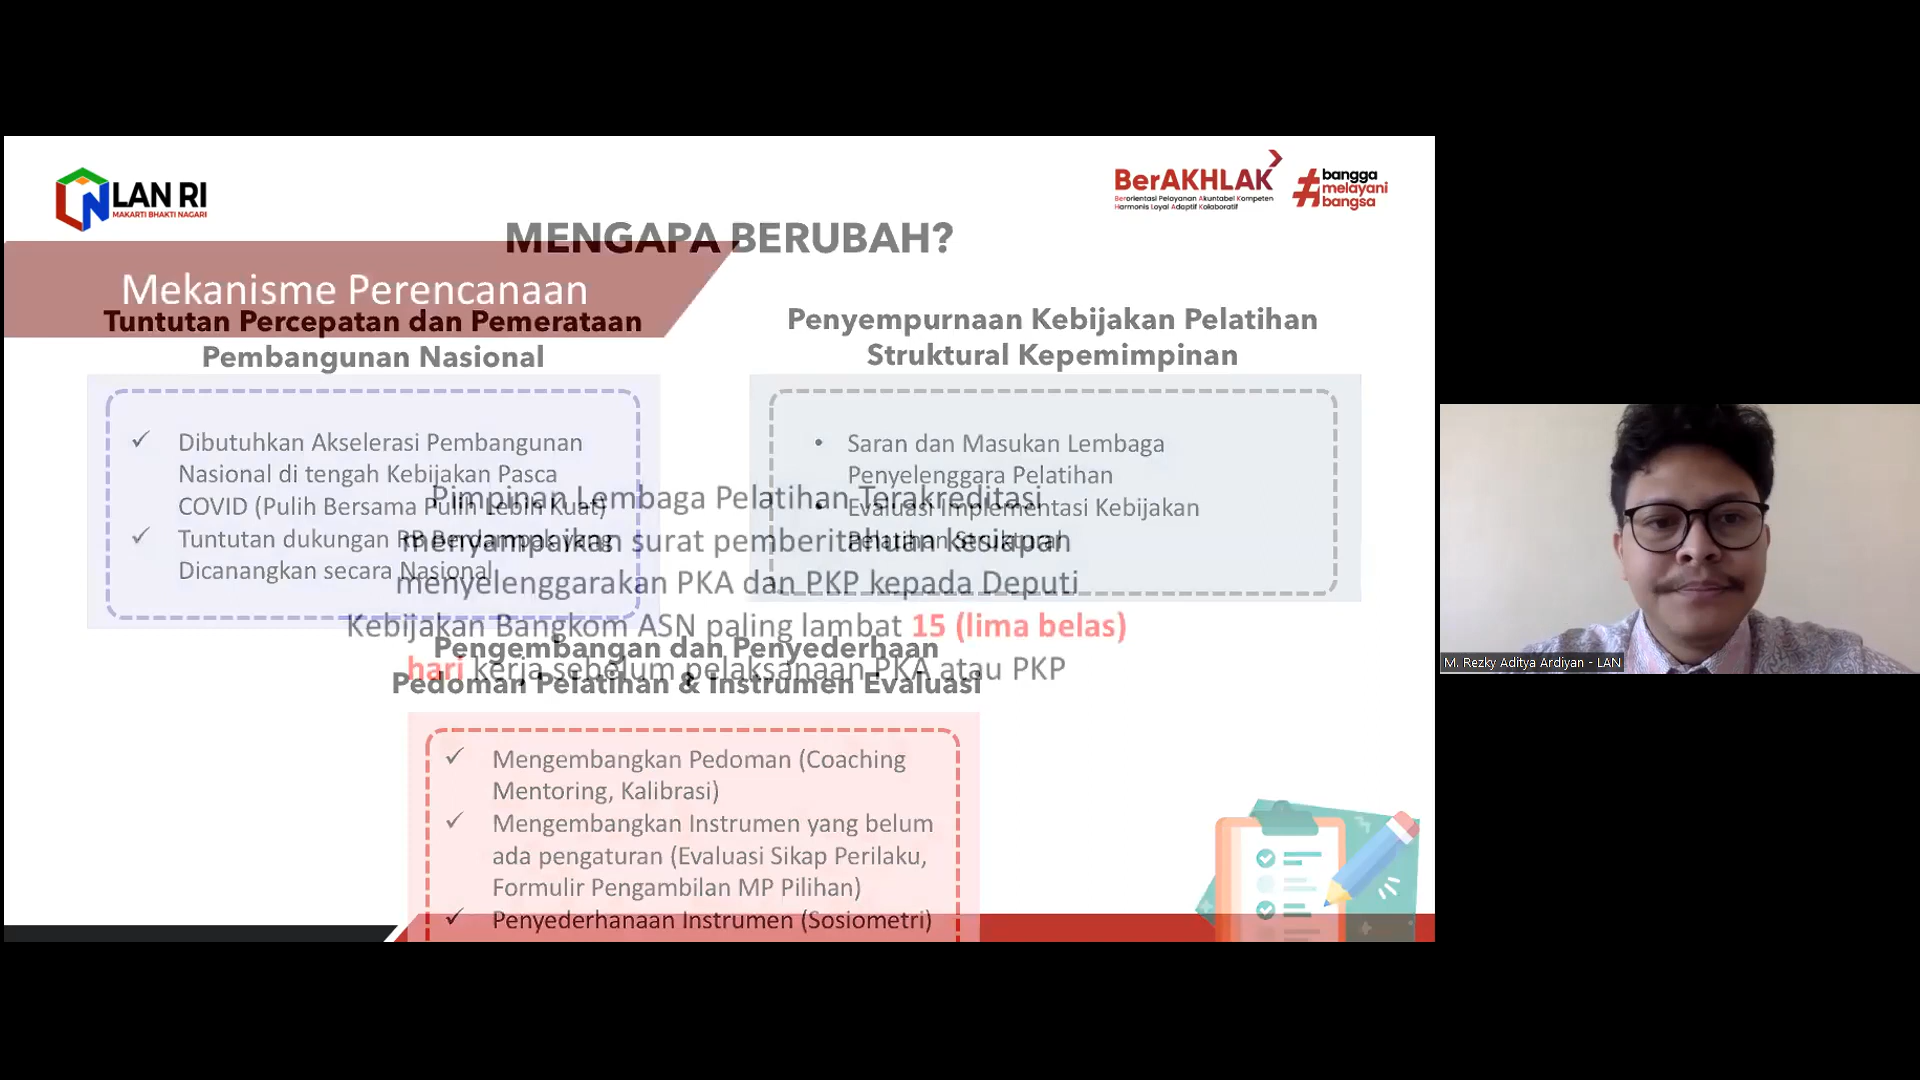 LAN RI
MAKARTI BHAKTI NAGARI
BerAKHLAK
Berorientasi Pelayanan Akuntabel Kompeten
Harmonis Loyal Adaptif Kolaboratif
#bangga
melayani
bangsa
MENGAPA BERUBAH?
Mekanisme Perencanaan
Tuntutan Percepatan dan Pemerataan
Pembangunan Nasional
✓ Dibutuhkan Akselerasi Pembangunan
Nasional di tengah Kebijakan Pasca
COVID (Pulih Bersama Pulih Lebih Kuat)
✓ Tuntutan dukungan RB Berdampak yang
Dicanangkan secara Nasional
Penyempurnaan Kebijakan Pelatihan
Struktural Kepemimpinan
• Saran dan Masukan Lembaga
Penyelenggara Pelatihan
• Evaluasi Implementasi Kebijakan
Pelatihan Struktural
Pimpinan Lembaga Pelatihan Terakreditasi
menyampaikan surat pemberitahuan kesiapan
menyelenggarakan PKA dan PKP kepada Deputi
Kebijakan Bangkom ASN paling lambat 15 (lima belas)
hari kerja sebelum pelaksanaan PKA atau PKP
Pengembangan dan Penyederhaan
Pedoman Pelatihan & Instrumen Evaluasi
✓ Mengembangkan Pedoman (Coaching
Mentoring, Kalibrasi)
✓ Mengembangkan Instrumen yang belum
ada pengaturan (Evaluasi Sikap Perilaku,
Formulir Pengambilan MP Pilihan)
✓ Penyederhanaan Instrumen (Sosiometri)
M. Rezky Aditya Ardiyan - LAN